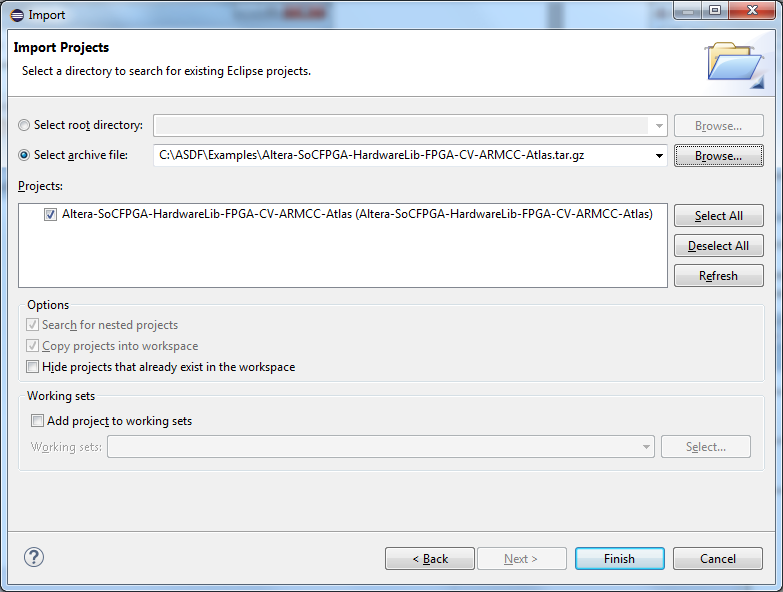 Import
Import Projects
Select a directory to search for existing Eclipse projects.
Select root directory:
Browse...
Select archive file:
C:\ASDF\Examples\Altera-SoCFPGA-HardwareLib-FPGA-CV-ARMCC-Atlas.tar.gz
Browse...
Projects:
Altera-SoCFPGA-HardwareLib-FPGA-CV-ARMCC-Atlas (Altera-SoCFPGA-HardwareLib-FPGA-CV-ARMCC-Atlas)
Select All
Deselect All
Refresh
Options
Search for nested projects
Copy projects into workspace
Hide projects that already exist in the workspace
Working sets
Add project to working sets
Working sets:
Select...
?
< Back
Next >
Finish
Cancel